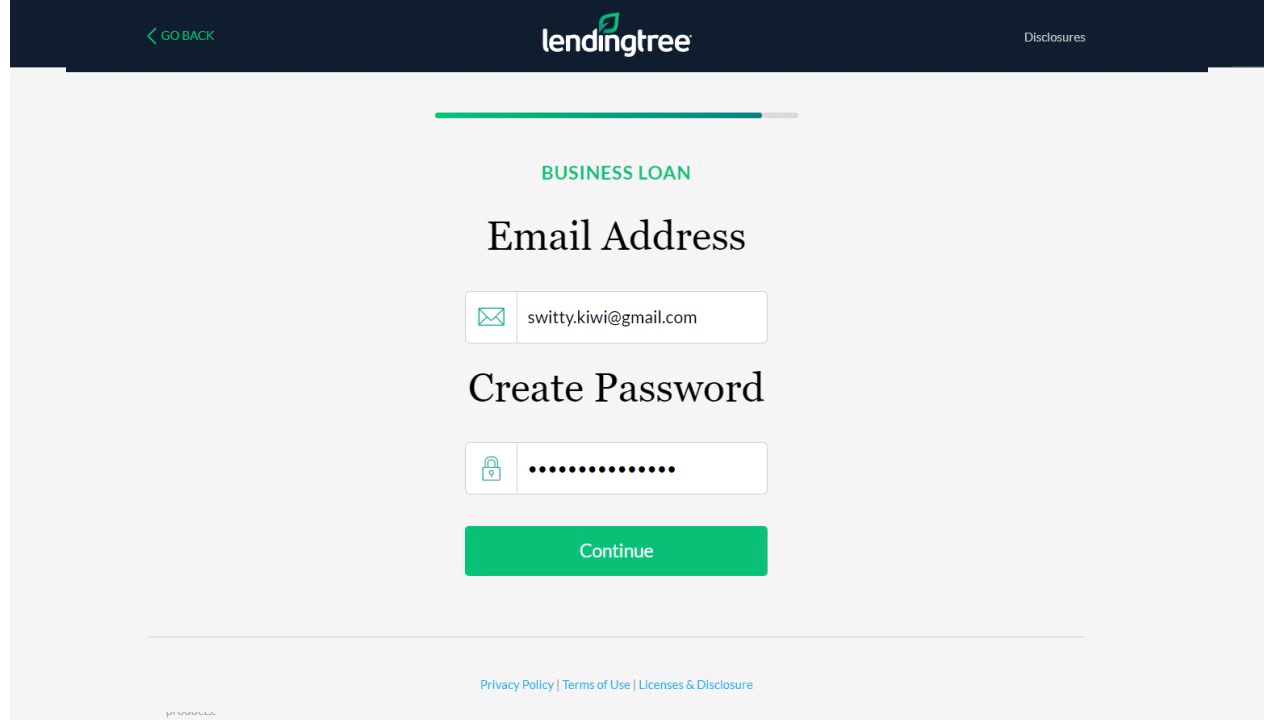 GO BACK
lendingtree
Disclosures
BUSINESS LOAN
Email Address
switty.kiwi@gmail.com
Create Password
•••••••••••••••
Continue
Privacy Policy | Terms of Use | Licenses & Disclosure
products.